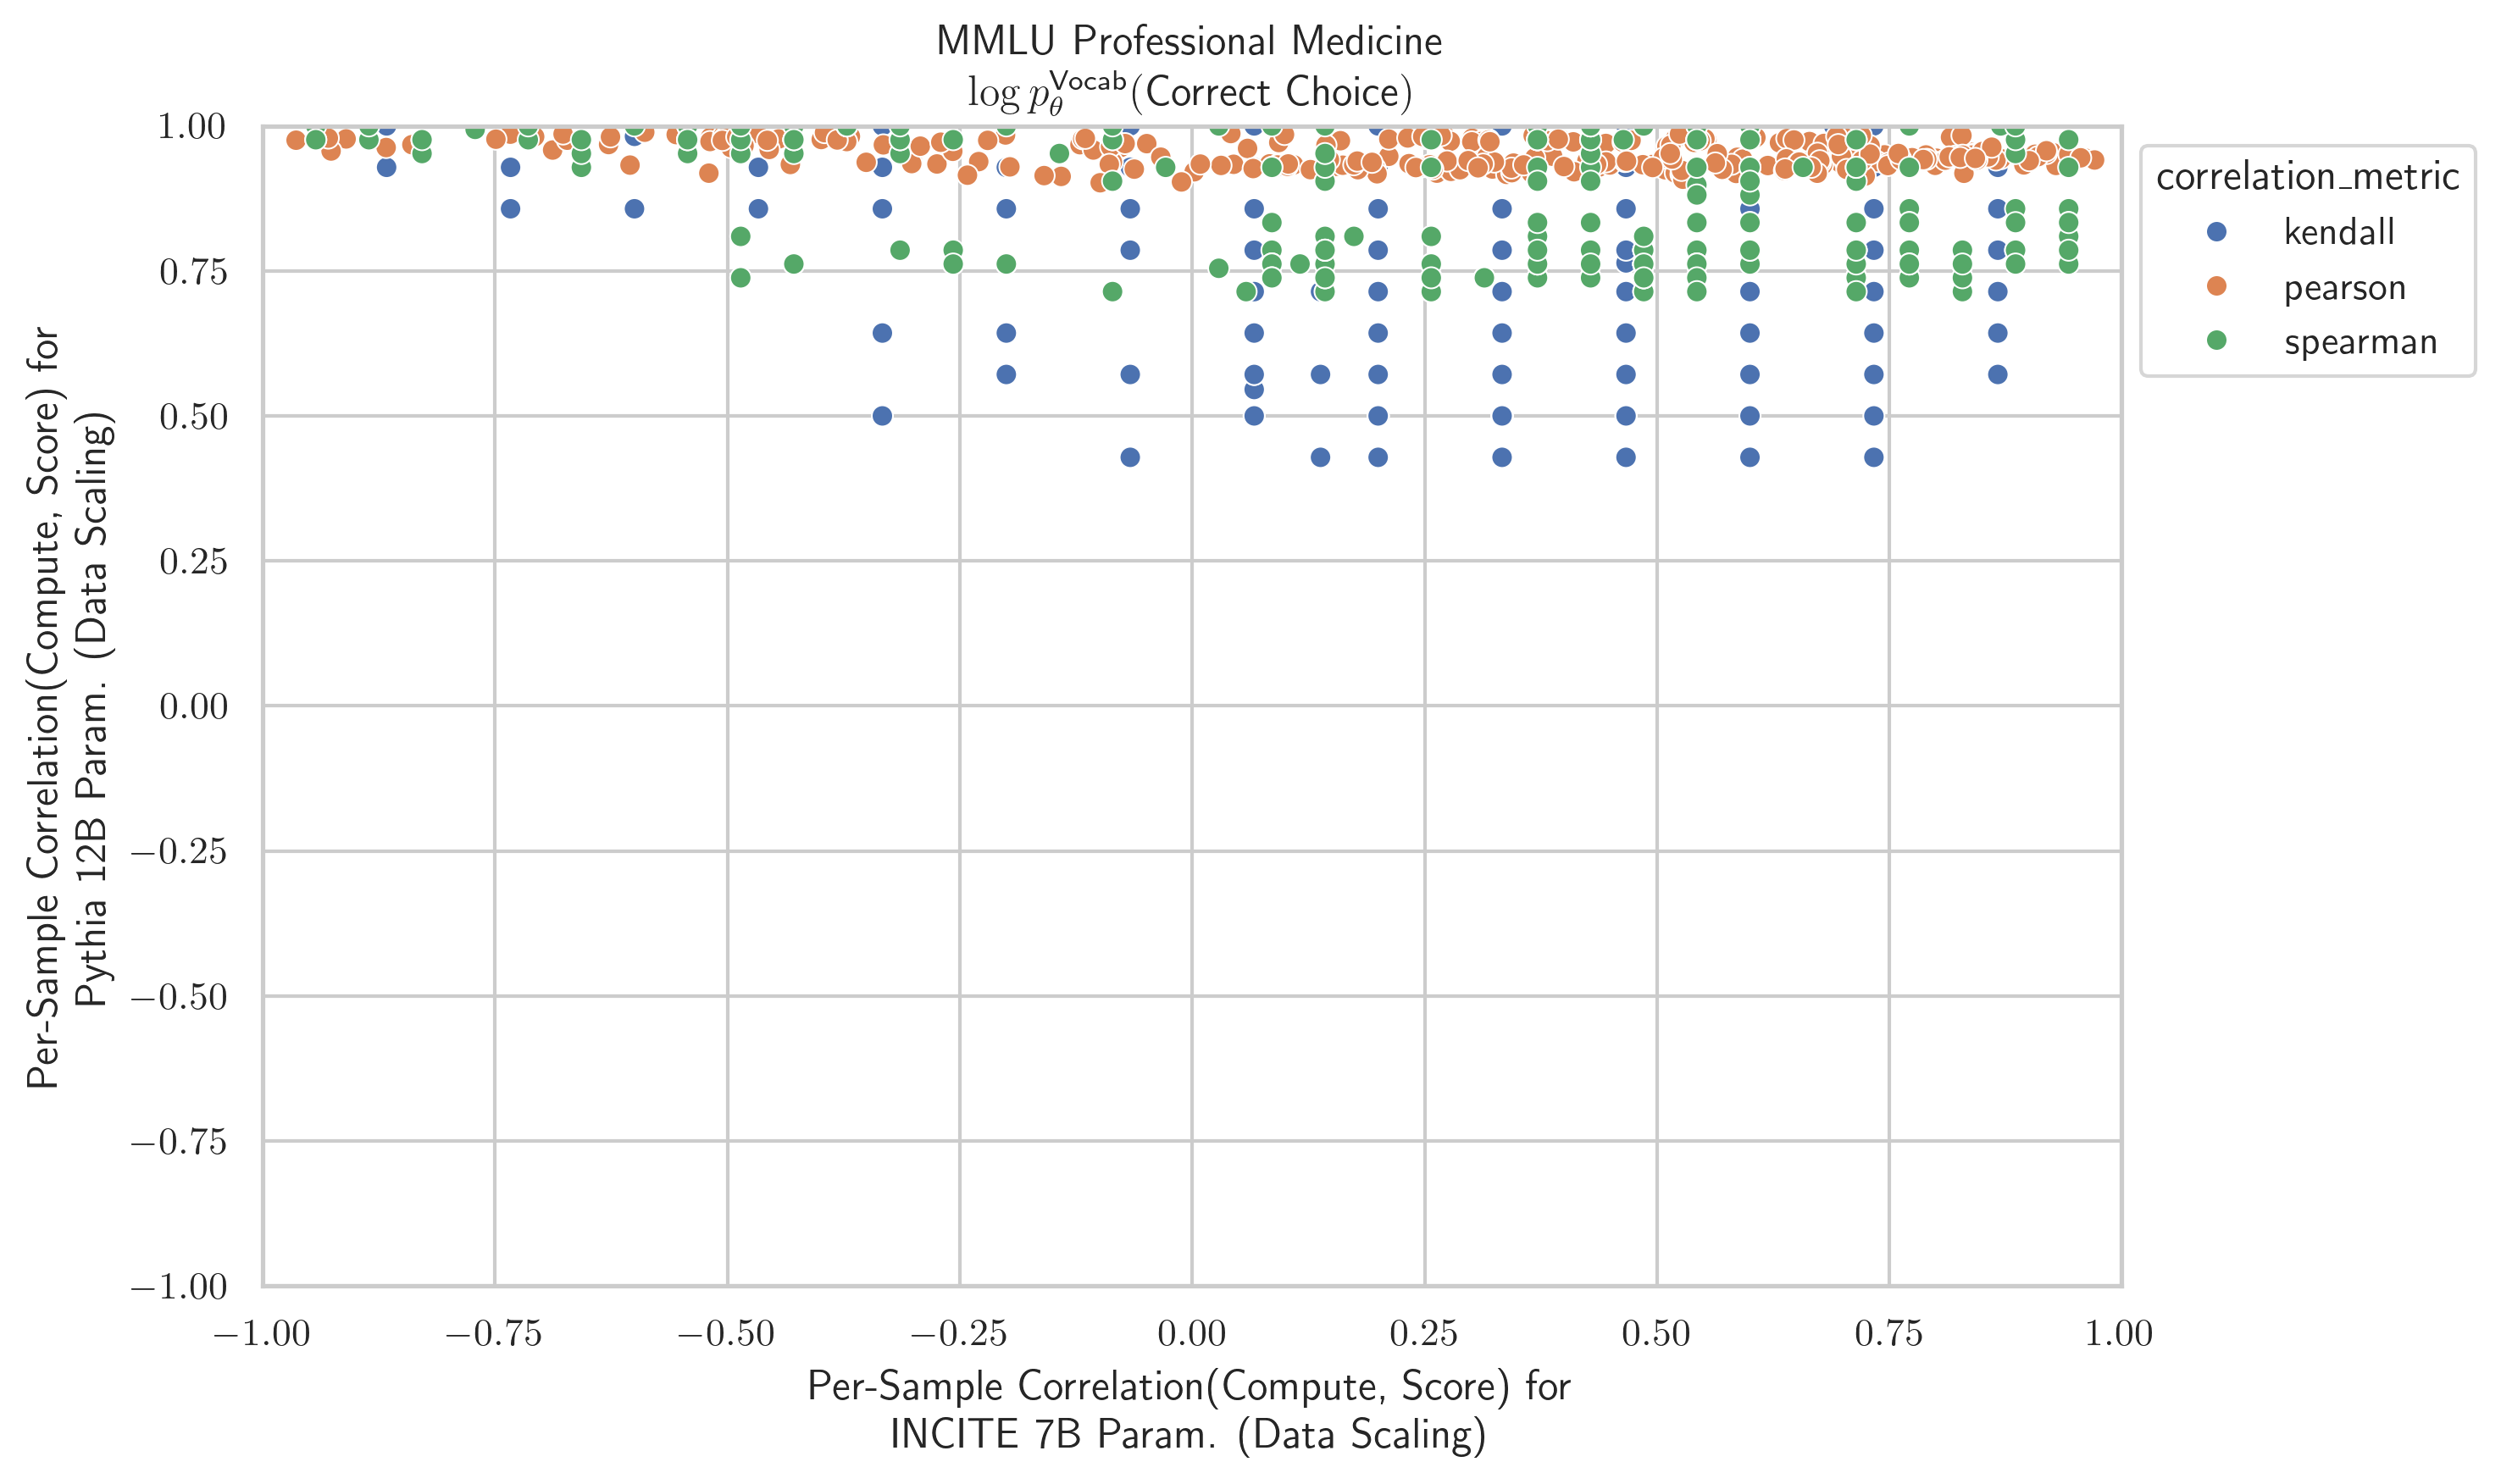 MMLU Professional Medicine
log p_θ^Vocab(Correct Choice)
1.00
0.75
0.50
0.25
0.00
−0.25
−0.50
−0.75
−1.00
Per-Sample Correlation(Compute, Score) for
Pythia 12B Param. (Data Scaling)
correlation_metric
kendall
pearson
spearman
−1.00 −0.75 −0.50 −0.25 0.00 0.25 0.50 0.75 1.00
Per-Sample Correlation(Compute, Score) for
INCITE 7B Param. (Data Scaling)